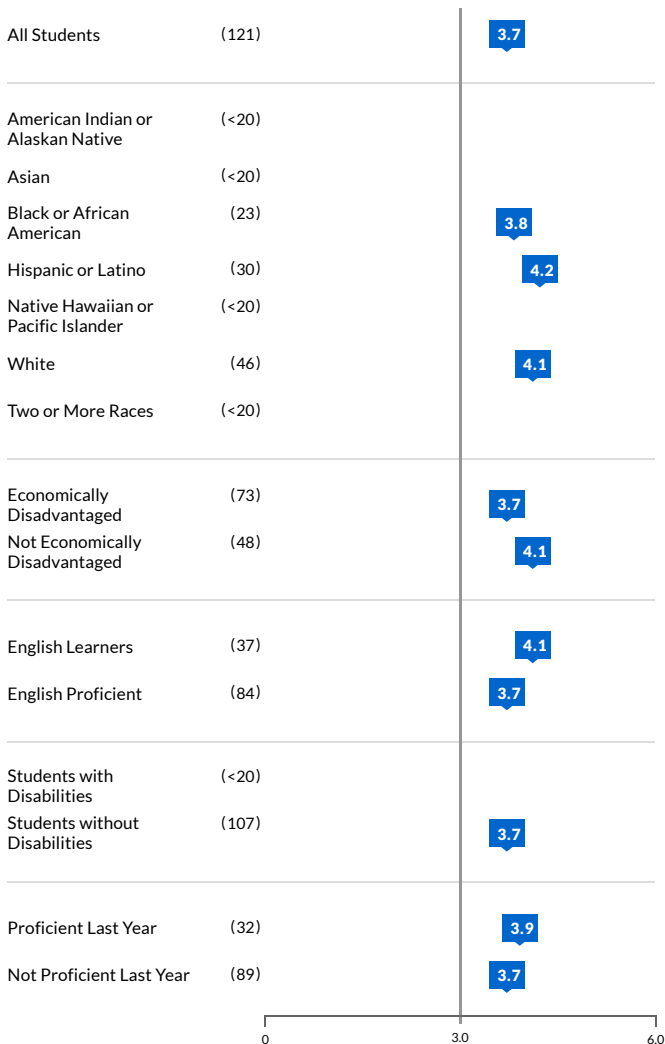 All Students (121) 3.7
American Indian or
Alaskan Native (<20)
Asian (<20)
Black or African
American (23) 3.8
Hispanic or Latino (30) 4.2
Native Hawaiian or
Pacific Islander (<20)
White (46) 4.1
Two or More Races (<20)
Economically
Disadvantaged (73) 3.7
Not Economically
Disadvantaged (48) 4.1
English Learners (37) 4.1
English Proficient (84) 3.7
Students with
Disabilities (<20)
Students without
Disabilities (107) 3.7
Proficient Last Year (32) 3.9
Not Proficient Last Year (89) 3.7
0 3.0 6.0